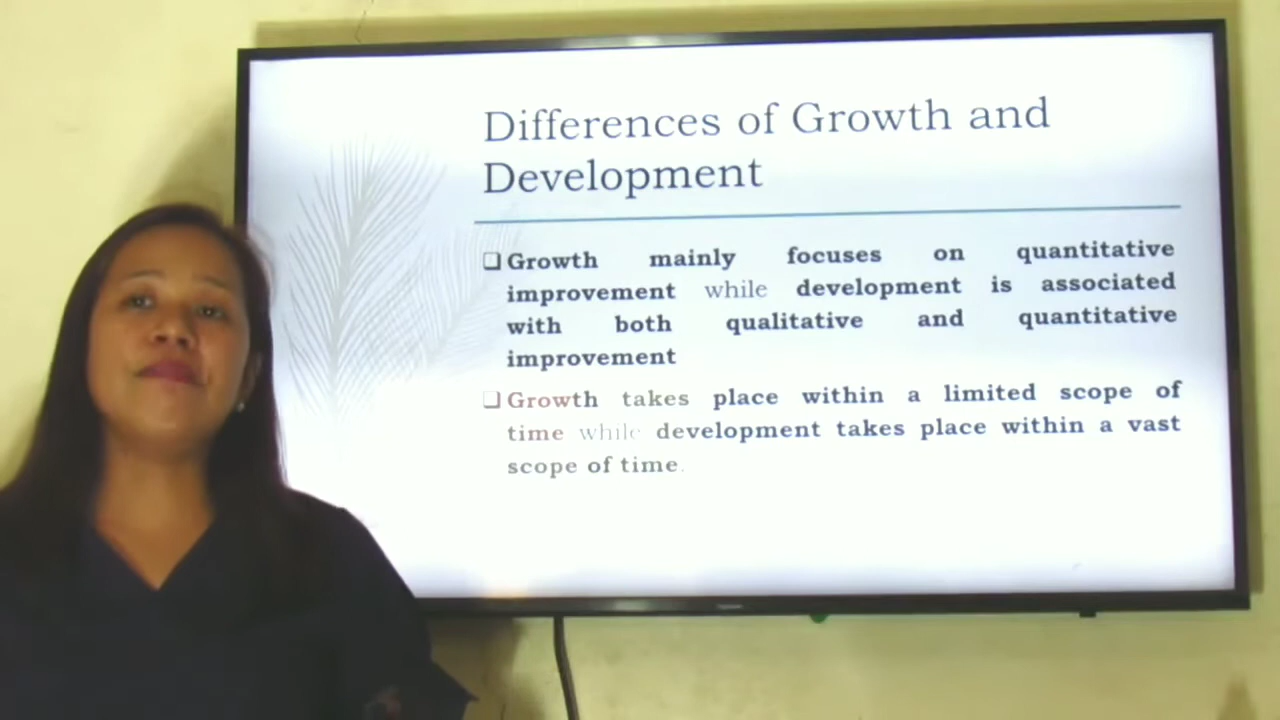 Differences of Growth and
Development
❑ Growth mainly focuses on quantitative
improvement while development is associated
with both qualitative and quantitative
improvement
❑ Growth takes place within a limited scope of
time while development takes place within a vast
scope of time.